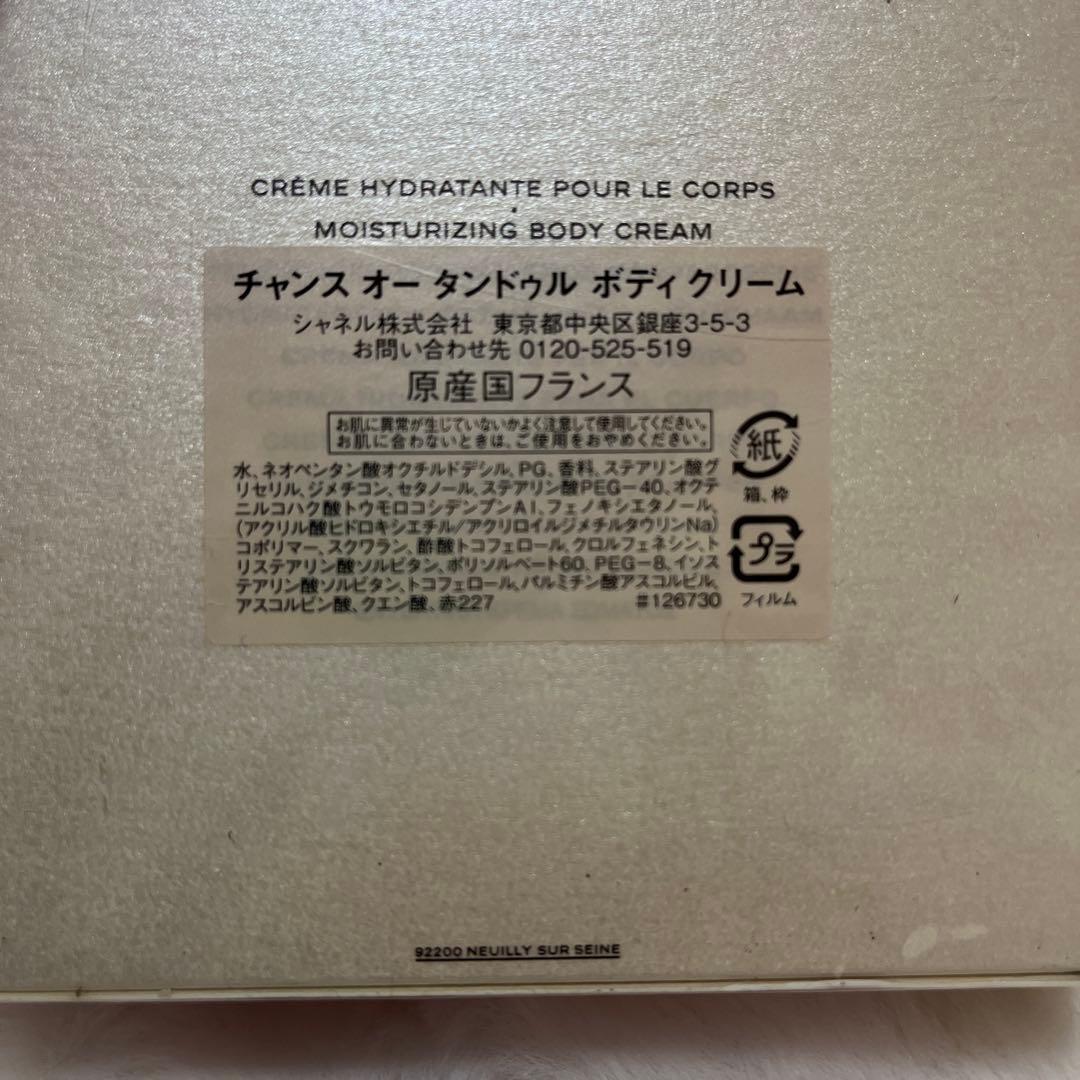 CRÈME HYDRATANTE POUR LE CORPS
MOISTURIZING BODY CREAM
チャンス オー タンドゥル ボディ クリーム
シャネル株式会社 東京都中央区銀座3-5-3
お問い合わせ先 0120-525-519
原産国フランス
お肌に異常が生じていないかよく注意して使用してください。
お肌に合わないときは、ご使用をおやめください。
水、ネオペンタン酸オクチルドデシル、PG、香料、ステアリン酸グ
リセリル、ジメチコン、セタノール、ステアリン酸PEG-40、オクテ
ニルコハク酸トウモロコシデンプンAl、フェノキシエタノール、
(アクリル酸ヒドロキシエチル/アクリロイルジメチルタウリンNa)
コポリマー、スクワラン、酢酸トコフェロール、クロルフェネシン、ト
リステアリン酸ソルビタン、ポリソルベート60、PEG-8、イソス
テアリン酸ソルビタン、トコフェロール、パルミチン酸アスコルビル、
アスコルビン酸、クエン酸、赤227 #126730
紙
箱、枠
プラ
フィルム
92200 NEUILLY SUR SEINE